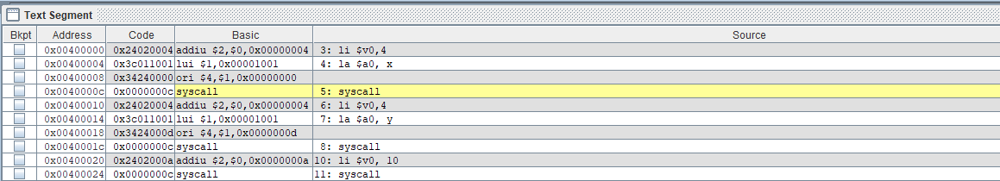 Text Segment
Bkpt Address Code Basic Source
0x00400000 0x24020004 addiu $2,$0,0x00000004 3: li $v0,4
0x00400004 0x3c011001 lui $1,0x00001001 4: la $a0, x
0x00400008 0x34240000 ori $4,$1,0x00000000
0x0040000c 0x0000000c syscall 5: syscall
0x00400010 0x24020004 addiu $2,$0,0x00000004 6: li $v0,4
0x00400014 0x3c011001 lui $1,0x00001001 7: la $a0, y
0x00400018 0x3424000d ori $4,$1,0x0000000d
0x0040001c 0x0000000c syscall 8: syscall
0x00400020 0x2402000a addiu $2,$0,0x0000000a 10: li $v0, 10
0x00400024 0x0000000c syscall 11: syscall